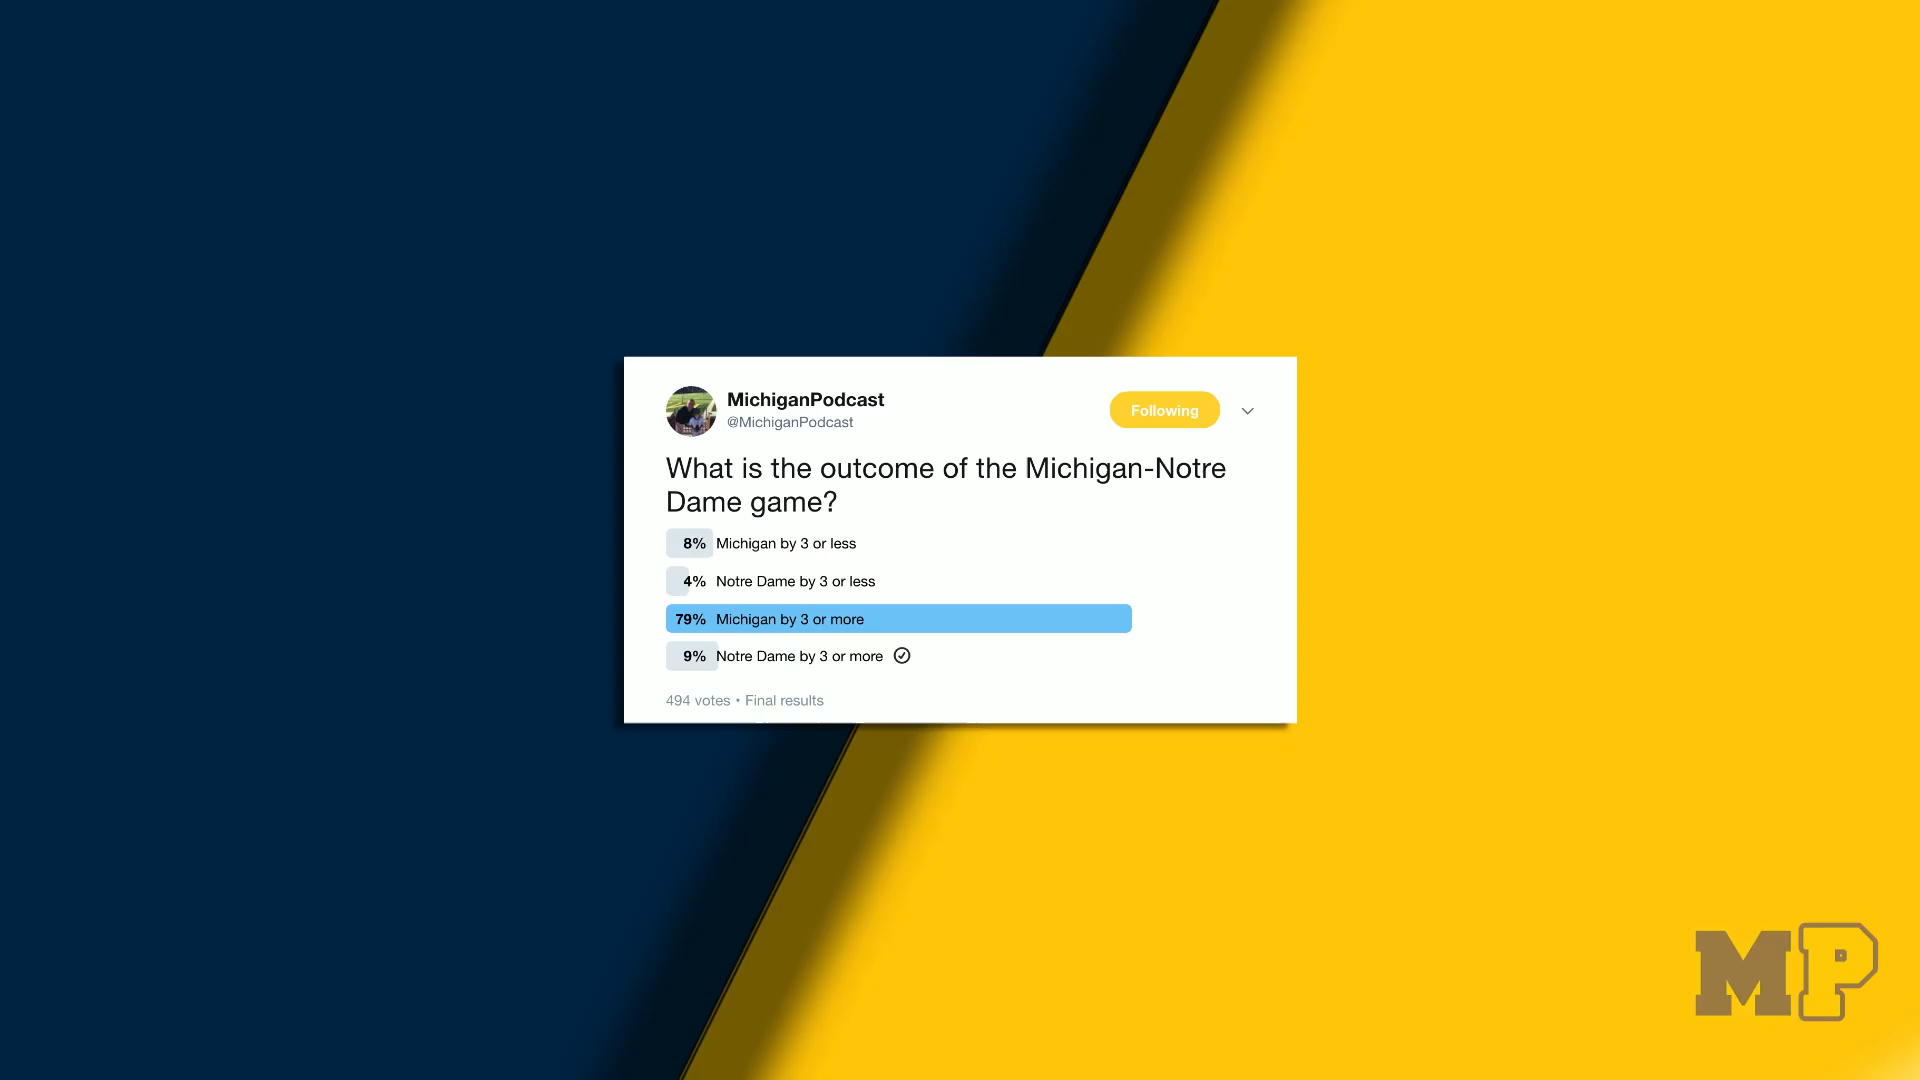 MichiganPodcast
@MichiganPodcast
Following
What is the outcome of the Michigan-Notre
Dame game?
8% Michigan by 3 or less
4% Notre Dame by 3 or less
79% Michigan by 3 or more
9% Notre Dame by 3 or more
494 votes • Final results
MP